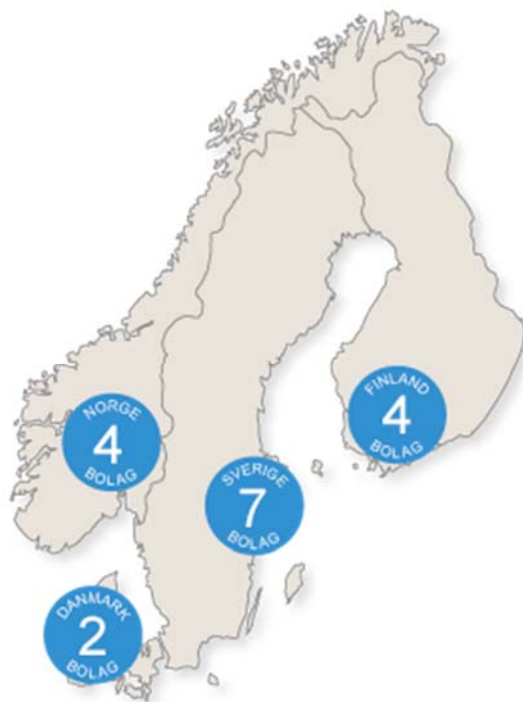 FINLAND
4
BOLAG
NORGE
4
BOLAG
SVERIGE
7
BOLAG
DANMARK
2
BOLAG